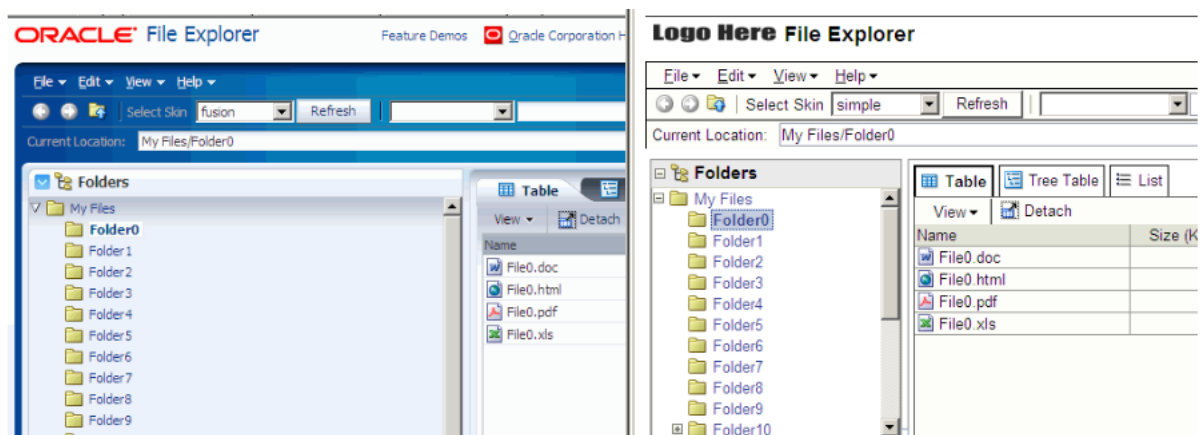 ORACLE File Explorer
Feature Demos Oracle Corporation H
File Edit View Help
Select Skin fusion Refresh
Current Location: My Files/Folder0
Folders
My Files
Folder0
Folder1
Folder2
Folder3
Folder4
Folder5
Folder6
Folder7
Folder8
Folder9
Table
View Detach
Name
File0.doc
File0.html
File0.pdf
File0.xls
Logo Here File Explorer
File Edit View Help
Select Skin simple Refresh
Current Location: My Files/Folder0
Folders
My Files
Folder0
Folder1
Folder2
Folder3
Folder4
Folder5
Folder6
Folder7
Folder8
Folder9
Folder10
Table Tree Table List
View Detach
Name Size (K
File0.doc
File0.html
File0.pdf
File0.xls